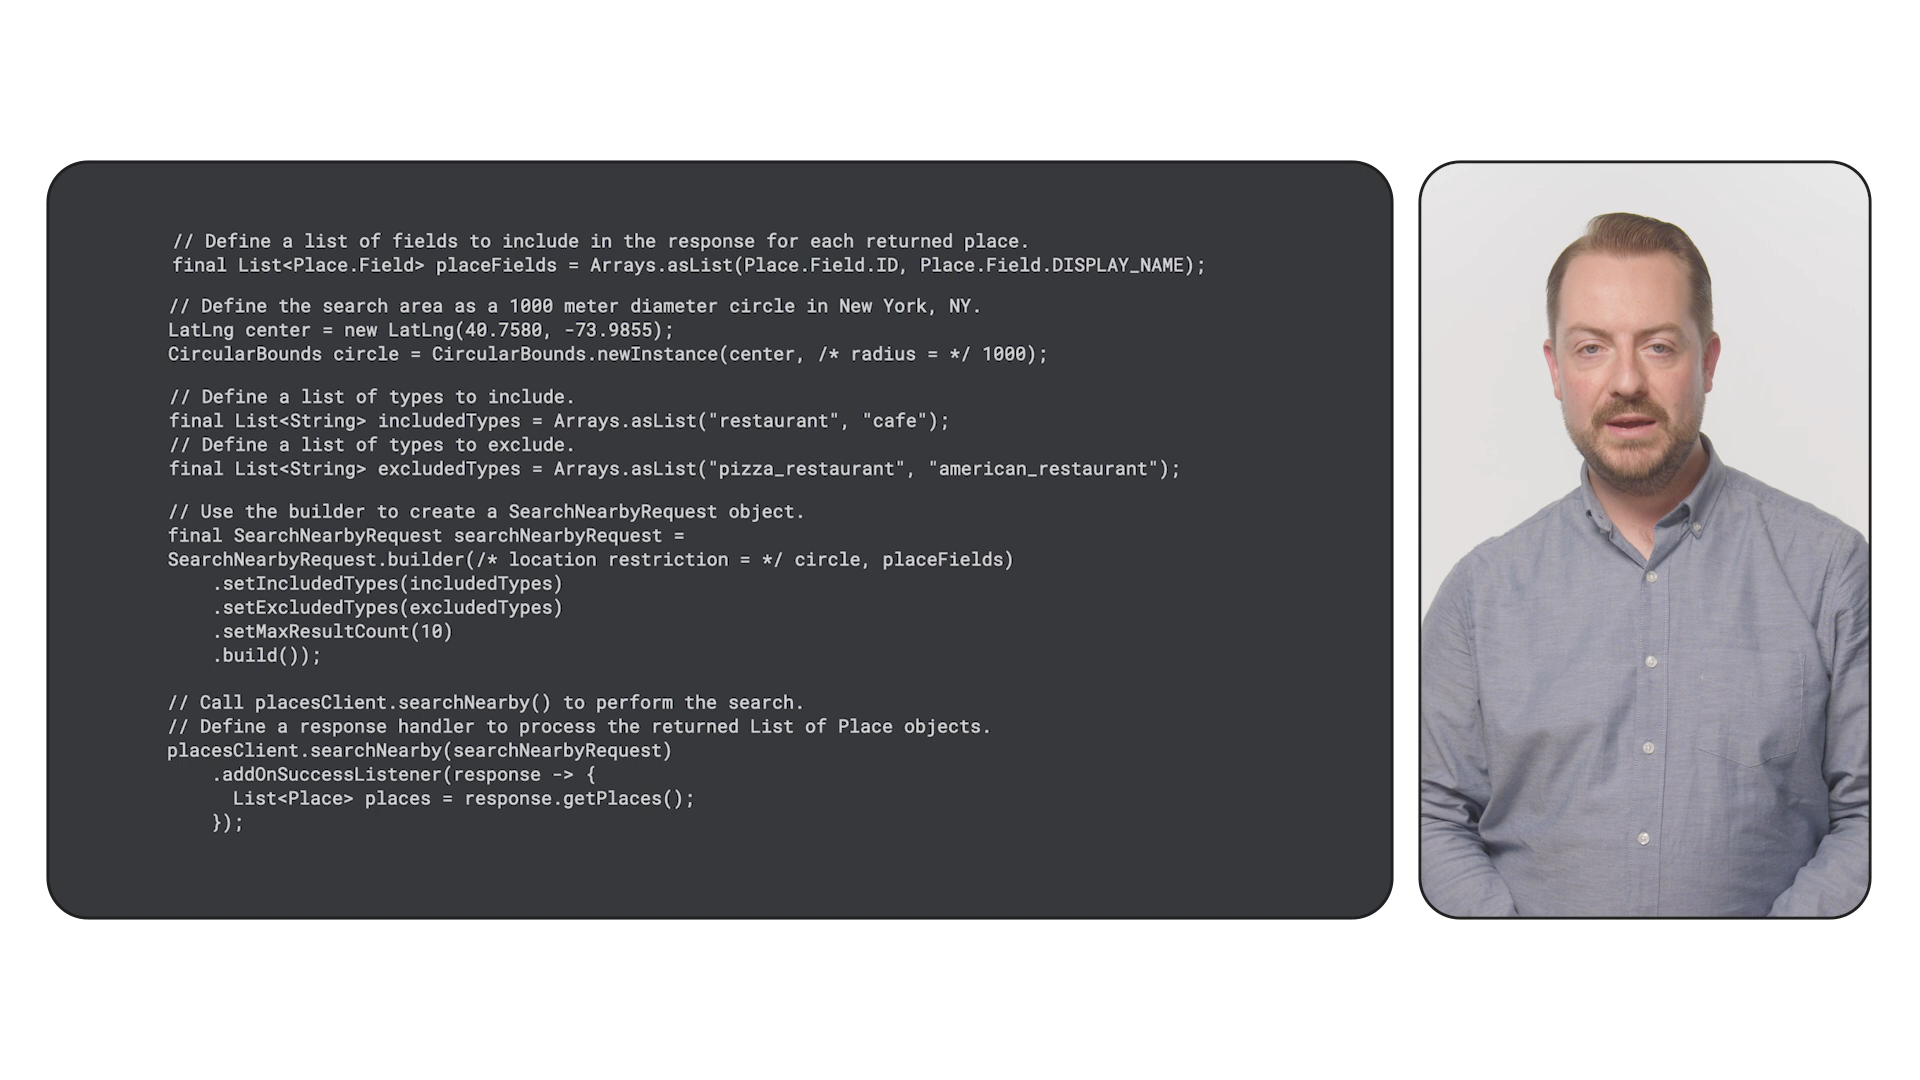 // Define a list of fields to include in the response for each returned place.
final List<Place.Field> placeFields = Arrays.asList(Place.Field.ID, Place.Field.DISPLAY_NAME);
// Define the search area as a 1000 meter diameter circle in New York, NY.
LatLng center = new LatLng(40.7580, -73.9855);
CircularBounds circle = CircularBounds.newInstance(center, /* radius = */ 1000);
// Define a list of types to include.
final List<String> includedTypes = Arrays.asList("restaurant", "cafe");
// Define a list of types to exclude.
final List<String> excludedTypes = Arrays.asList("pizza_restaurant", "american_restaurant");
// Use the builder to create a SearchNearbyRequest object.
final SearchNearbyRequest searchNearbyRequest =
SearchNearbyRequest.builder(/* location restriction = */ circle, placeFields)
    .setIncludedTypes(includedTypes)
    .setExcludedTypes(excludedTypes)
    .setMaxResultCount(10)
    .build());
// Call placesClient.searchNearby() to perform the search.
// Define a response handler to process the returned List of Place objects.
placesClient.searchNearby(searchNearbyRequest)
    .addOnSuccessListener(response -> {
      List<Place> places = response.getPlaces();
    });